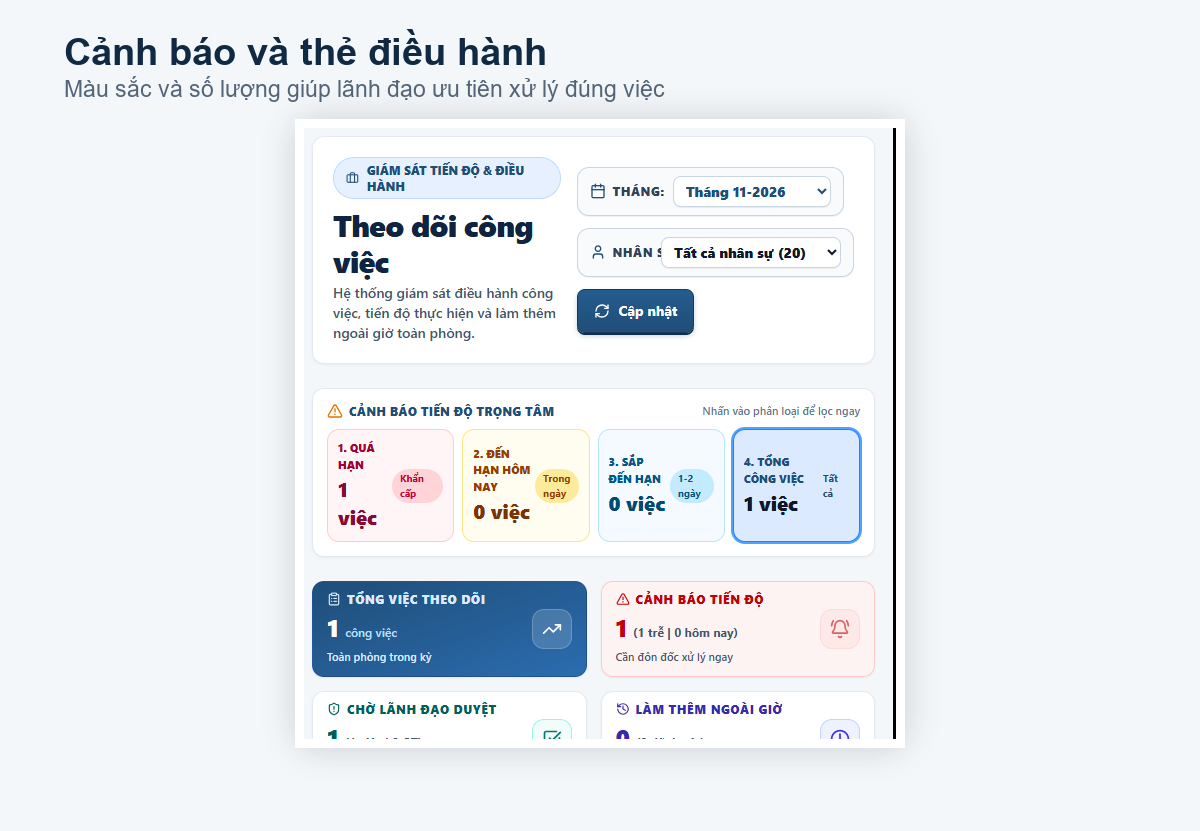 Cảnh báo và thẻ điều hành
Màu sắc và số lượng giúp lãnh đạo ưu tiên xử lý đúng việc
GIÁM SÁT TIẾN ĐỘ & ĐIỀU
HÀNH
Theo dõi công
việc
Hệ thống giám sát điều hành công
việc, tiến độ thực hiện và làm thêm
ngoài giờ toàn phòng.
THÁNG: Tháng 11-2026
NHÂN S Tất cả nhân sự (20)
Cập nhật
CẢNH BÁO TIẾN ĐỘ TRỌNG TÂM
Nhấn vào phân loại để lọc ngay
1. QUÁ
HẠN
1
việc
Khẩn
cấp
2. ĐẾN
HẠN HÔM
NAY
0 việc
Trong
ngày
3. SẮP
ĐẾN HẠN
0 việc
1-2
ngày
4. TỔNG
CÔNG VIỆC
1 việc
Tất
cả
TỔNG VIỆC THEO DÕI
1 công việc
Toàn phòng trong kỳ
CẢNH BÁO TIẾN ĐỘ
1 (1 trễ | 0 hôm nay)
Cần đôn đốc xử lý ngay
CHỜ LÃNH ĐẠO DUYỆT
1
LÀM THÊM NGOÀI GIỜ
0